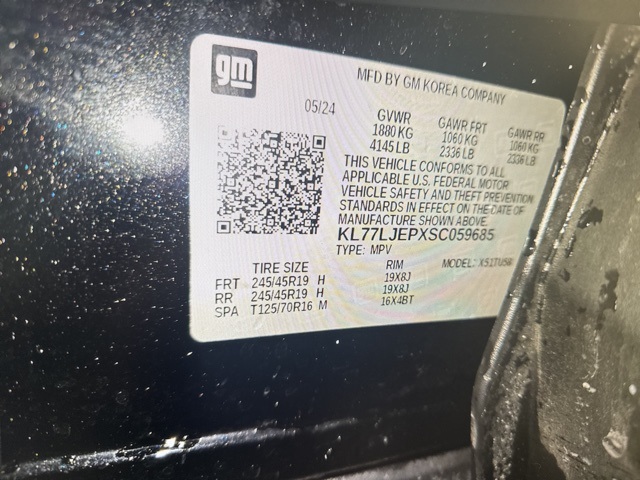 gm
MFD BY GM KOREA COMPANY
05/24
GVWR GAWR FRT GAWR RR
1880 KG 1060 KG 1060 KG
4145 LB 2336 LB 2336 LB
THIS VEHICLE CONFORMS TO ALL
APPLICABLE U.S. FEDERAL MOTOR
VEHICLE SAFETY AND THEFT PREVENTION
STANDARDS IN EFFECT ON THE DATE OF
MANUFACTURE SHOWN ABOVE.
KL77LJEPXSC059685
TYPE: MPV MODEL:
TIRE SIZE RIM
FRT 245/45R19 H 19X8J
RR 245/45R19 H 19X8J
SPA T125/70R16 M 16X4BT